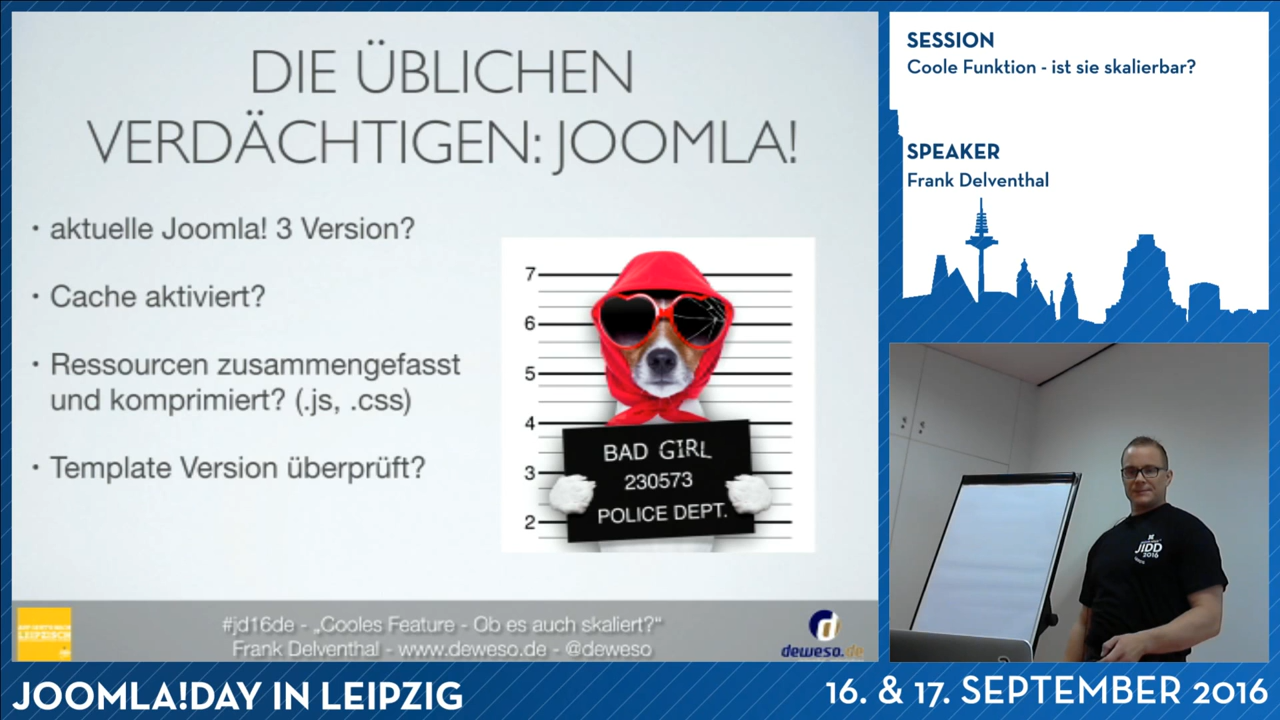 DIE ÜBLICHEN
VERDÄCHTIGEN: JOOMLA!
• aktuelle Joomla! 3 Version?
• Cache aktiviert?
• Ressourcen zusammengefasst
und komprimiert? (.js, .css)
• Template Version überprüft?
7
6
5
4
3
2
BAD GIRL
230573
POLICE DEPT.
#jd16de - „Cooles Feature - Ob es auch skaliert?“
Frank Delventhal - www.deweso.de - @deweso
d
deweso.de
SESSION
Coole Funktion - ist sie skalierbar?
SPEAKER
Frank Delventhal
JDD
2016
JOOMLA!DAY IN LEIPZIG
16. & 17. SEPTEMBER 2016